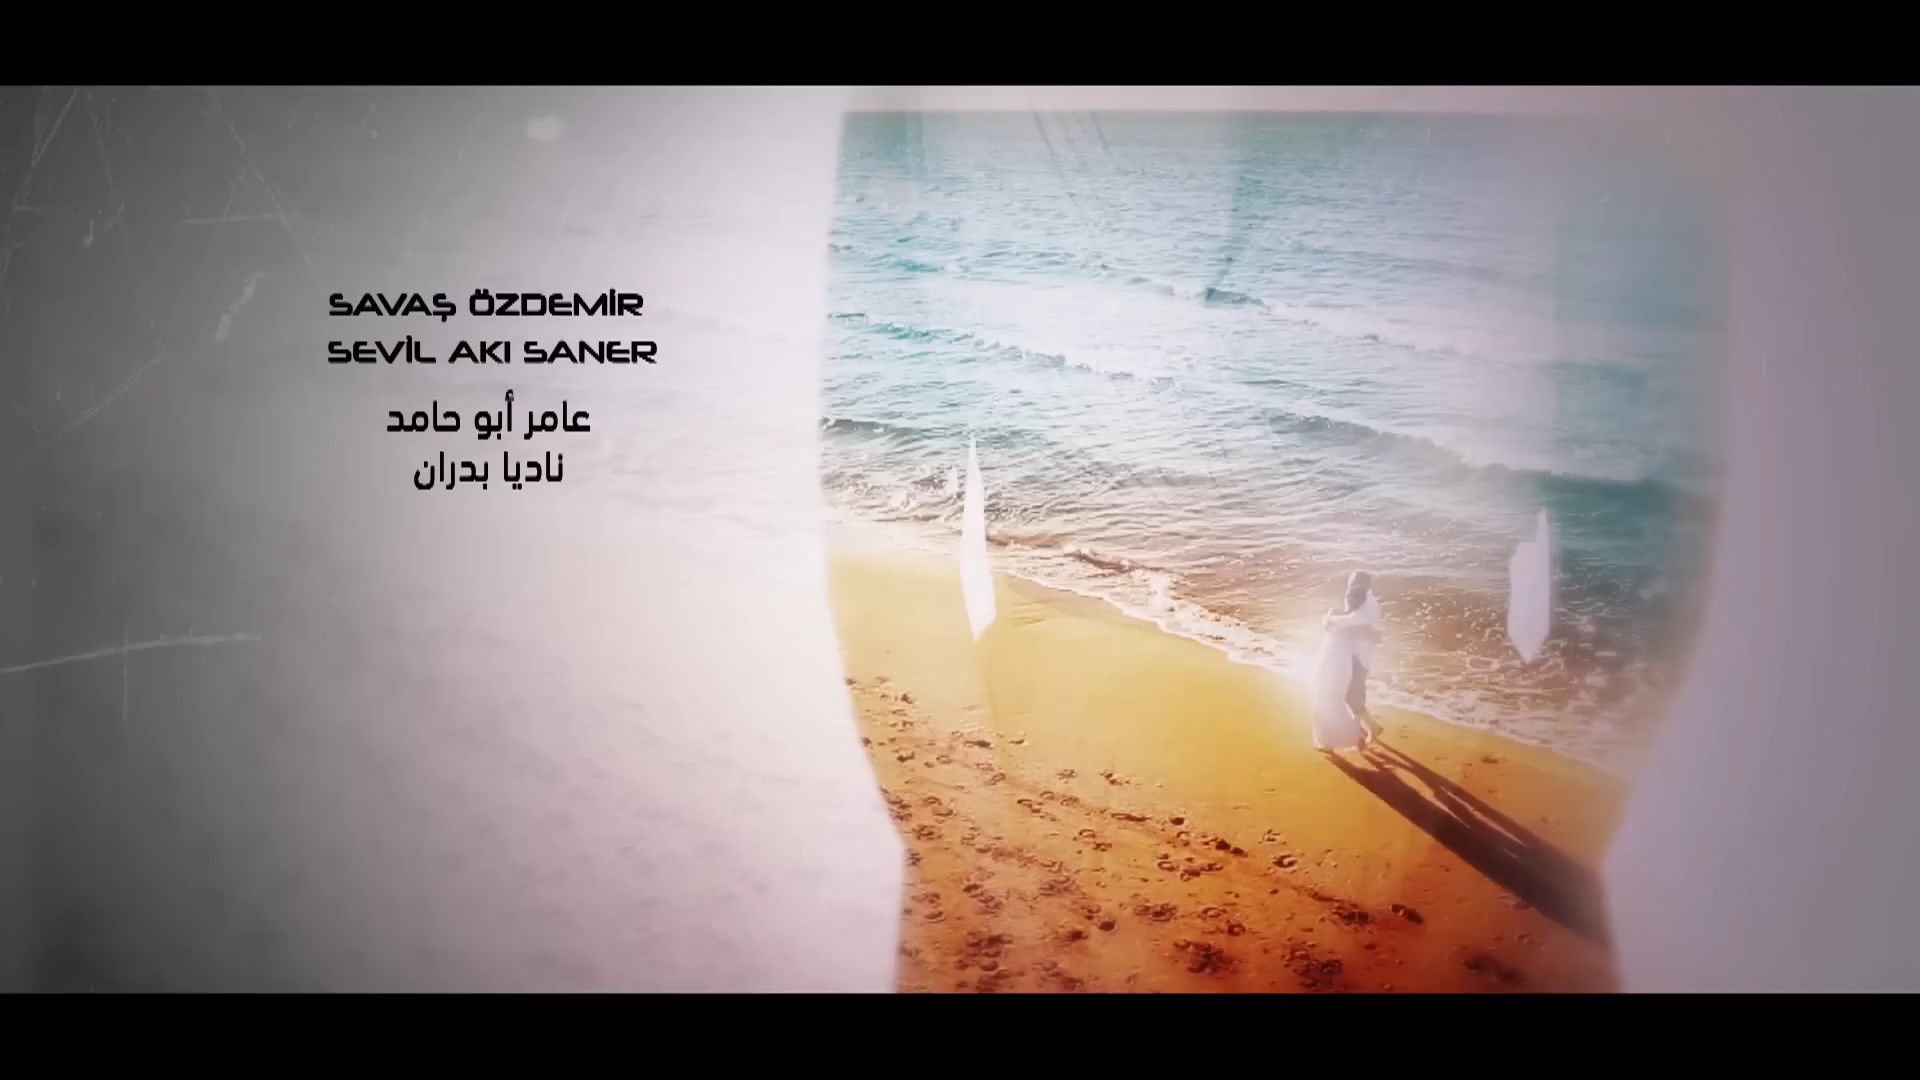 SAVAŞ ÖZDEMİR
SEVİL AKI SANER
عامر أبو حامد
ناديا بدران